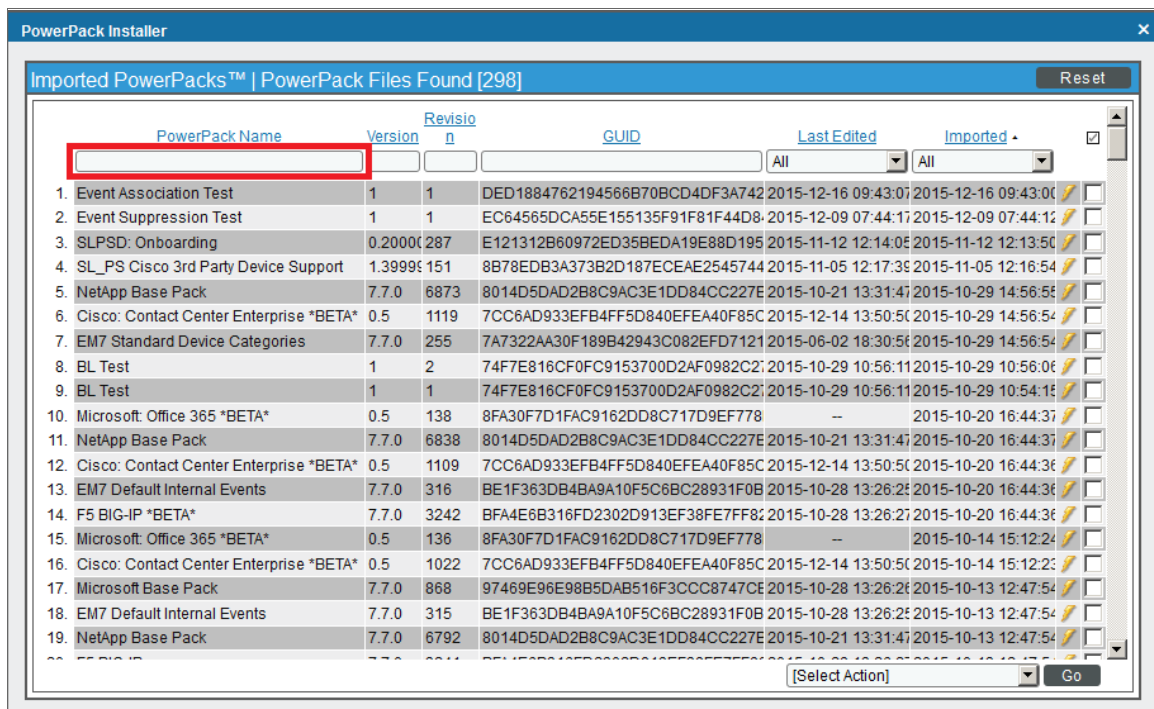 PowerPack Installer ×
Imported PowerPacks™ | PowerPack Files Found [298] Reset
PowerPack Name Version Revisio n GUID Last Edited Imported
All All
1. Event Association Test 1 1 DED1884762194566B70BCD4DF3A742 2015-12-16 09:43:07 2015-12-16 09:43:00
2. Event Suppression Test 1 1 EC64565DCA55E155135F91F81F44D8 2015-12-09 07:44:17 2015-12-09 07:44:12
3. SLPSD: Onboarding 0.20000 287 E121312B60972ED35BEDA19E88D195 2015-11-12 12:14:05 2015-11-12 12:13:50
4. SL_PS Cisco 3rd Party Device Support 1.39999 151 8B78EDB3A373B2D187ECEAE2545744 2015-11-05 12:17:39 2015-11-05 12:16:54
5. NetApp Base Pack 7.7.0 6873 8014D5DAD2B8C9AC3E1DD84CC227E 2015-10-21 13:31:47 2015-10-29 14:56:55
6. Cisco: Contact Center Enterprise *BETA* 0.5 1119 7CC6AD933EFB4FF5D840EFEA40F85C 2015-12-14 13:50:50 2015-10-29 14:56:54
7. EM7 Standard Device Categories 7.7.0 255 7A7322AA30F189B42943C082EFD7121 2015-06-02 18:30:56 2015-10-29 14:56:54
8. BL Test 1 2 74F7E816CF0FC9153700D2AF0982C2 2015-10-29 10:56:11 2015-10-29 10:56:06
9. BL Test 1 1 74F7E816CF0FC9153700D2AF0982C2 2015-10-29 10:56:11 2015-10-29 10:54:15
10. Microsoft: Office 365 *BETA* 0.5 138 8FA30F7D1FAC9162DD8C717D9EF778 -- 2015-10-20 16:44:37
11. NetApp Base Pack 7.7.0 6838 8014D5DAD2B8C9AC3E1DD84CC227E 2015-10-21 13:31:47 2015-10-20 16:44:37
12. Cisco: Contact Center Enterprise *BETA* 0.5 1109 7CC6AD933EFB4FF5D840EFEA40F85C 2015-12-14 13:50:50 2015-10-20 16:44:36
13. EM7 Default Internal Events 7.7.0 316 BE1F363DB4BA9A10F5C6BC28931F0B 2015-10-28 13:26:25 2015-10-20 16:44:36
14. F5 BIG-IP *BETA* 7.7.0 3242 BFA4E6B316FD2302D913EF38FE7FF82 2015-10-28 13:26:27 2015-10-20 16:44:36
15. Microsoft: Office 365 *BETA* 0.5 136 8FA30F7D1FAC9162DD8C717D9EF778 -- 2015-10-14 15:12:24
16. Cisco: Contact Center Enterprise *BETA* 0.5 1022 7CC6AD933EFB4FF5D840EFEA40F85C 2015-12-14 13:50:50 2015-10-14 15:12:23
17. Microsoft Base Pack 7.7.0 868 97469E96E98B5DAB516F3CCC8747CE 2015-10-28 13:26:26 2015-10-13 12:47:54
18. EM7 Default Internal Events 7.7.0 315 BE1F363DB4BA9A10F5C6BC28931F0B 2015-10-28 13:26:25 2015-10-13 12:47:54
19. NetApp Base Pack 7.7.0 6792 8014D5DAD2B8C9AC3E1DD84CC227E 2015-10-21 13:31:47 2015-10-13 12:47:54
[Select Action] Go